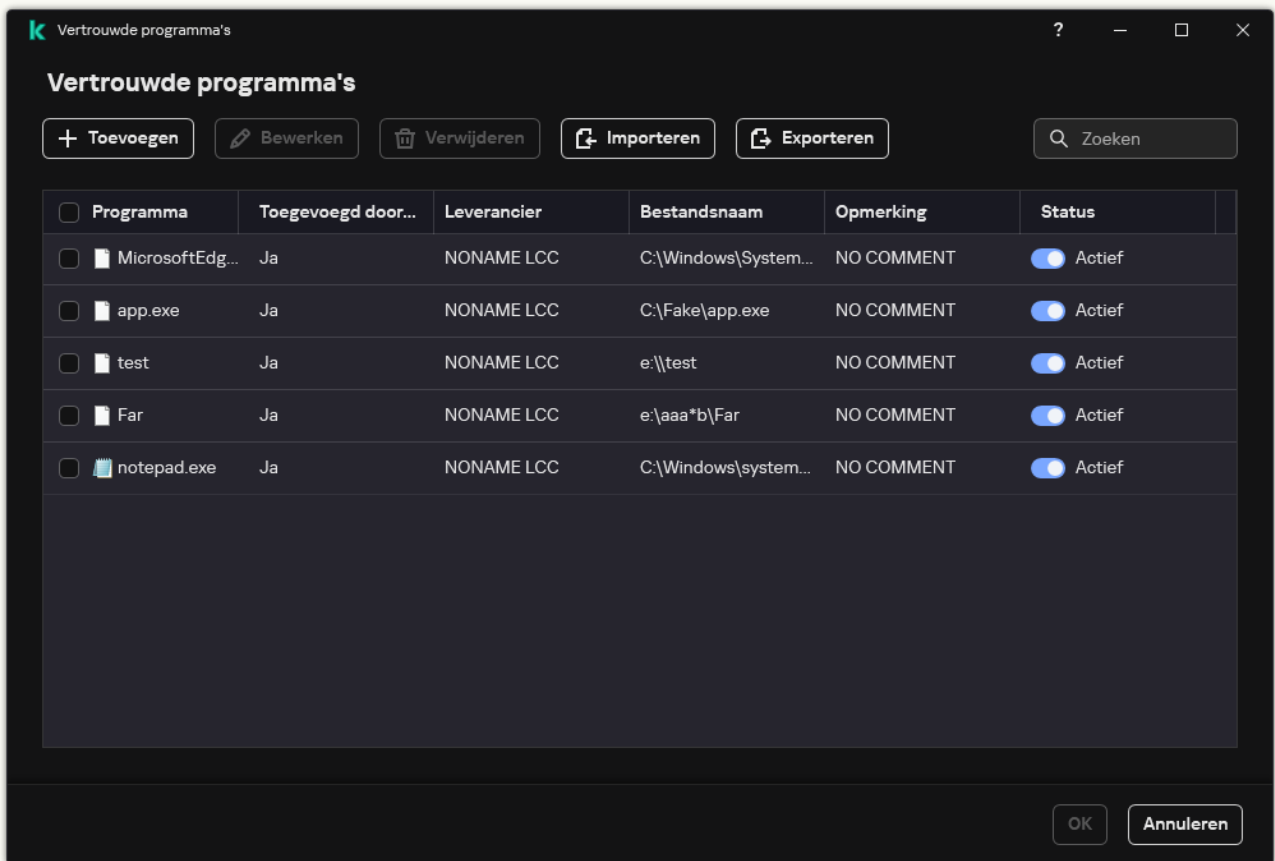 Vertrouwde programma's
?
Vertrouwde programma's
Toevoegen Bewerken Verwijderen Importeren Exporteren Zoeken
Programma Toegevoegd door... Leverancier Bestandsnaam Opmerking Status
MicrosoftEdg... Ja NONAME LCC C:\Windows\System... NO COMMENT Actief
app.exe Ja NONAME LCC C:\Fake\app.exe NO COMMENT Actief
test Ja NONAME LCC e:\\test NO COMMENT Actief
Far Ja NONAME LCC e:\aaa*b\Far NO COMMENT Actief
notepad.exe Ja NONAME LCC C:\Windows\system... NO COMMENT Actief
OK Annuleren